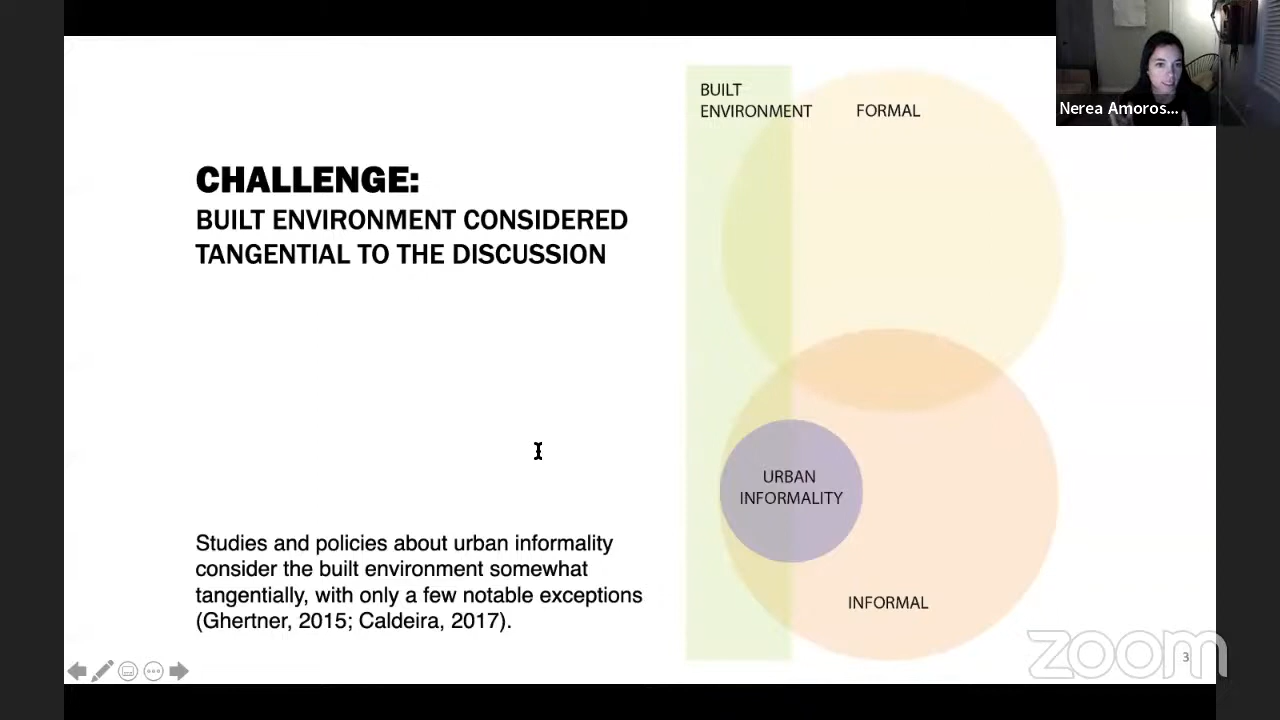 CHALLENGE:
BUILT ENVIRONMENT CONSIDERED
TANGENTIAL TO THE DISCUSSION
Studies and policies about urban informality
consider the built environment somewhat
tangentially, with only a few notable exceptions
(Ghertner, 2015; Caldeira, 2017).
BUILT
ENVIRONMENT
FORMAL
URBAN
INFORMALITY
INFORMAL
Nerea Amoros...
zoom
3